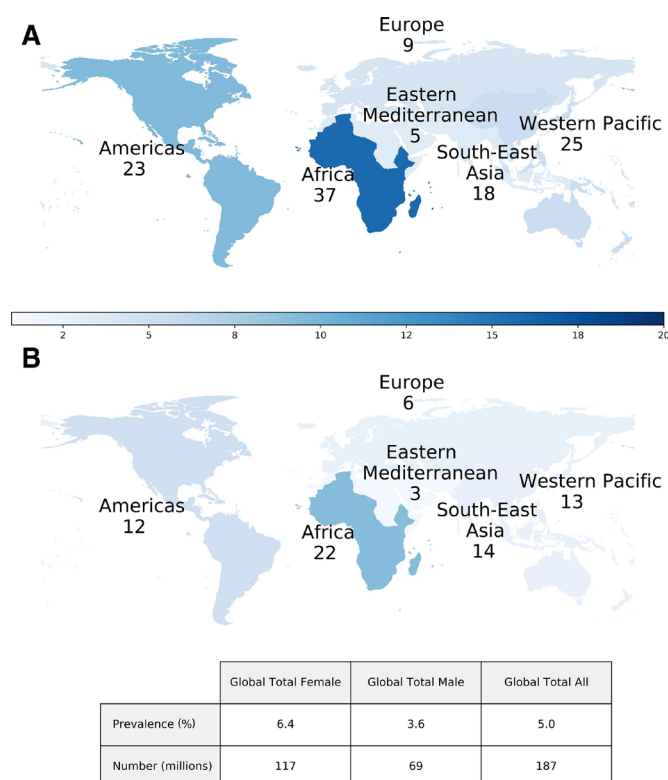 A
Europe
9
Eastern
Mediterranean
5
Western Pacific
25
Americas
23
Africa
37
South-East
Asia
18
2 5 8 10 12 15 18 20
B
Europe
6
Eastern
Mediterranean
3
Western Pacific
13
Americas
12
Africa
22
South-East
Asia
14
Global Total Female Global Total Male Global Total All
Prevalence (%) 6.4 3.6 5.0
Number (millions) 117 69 187